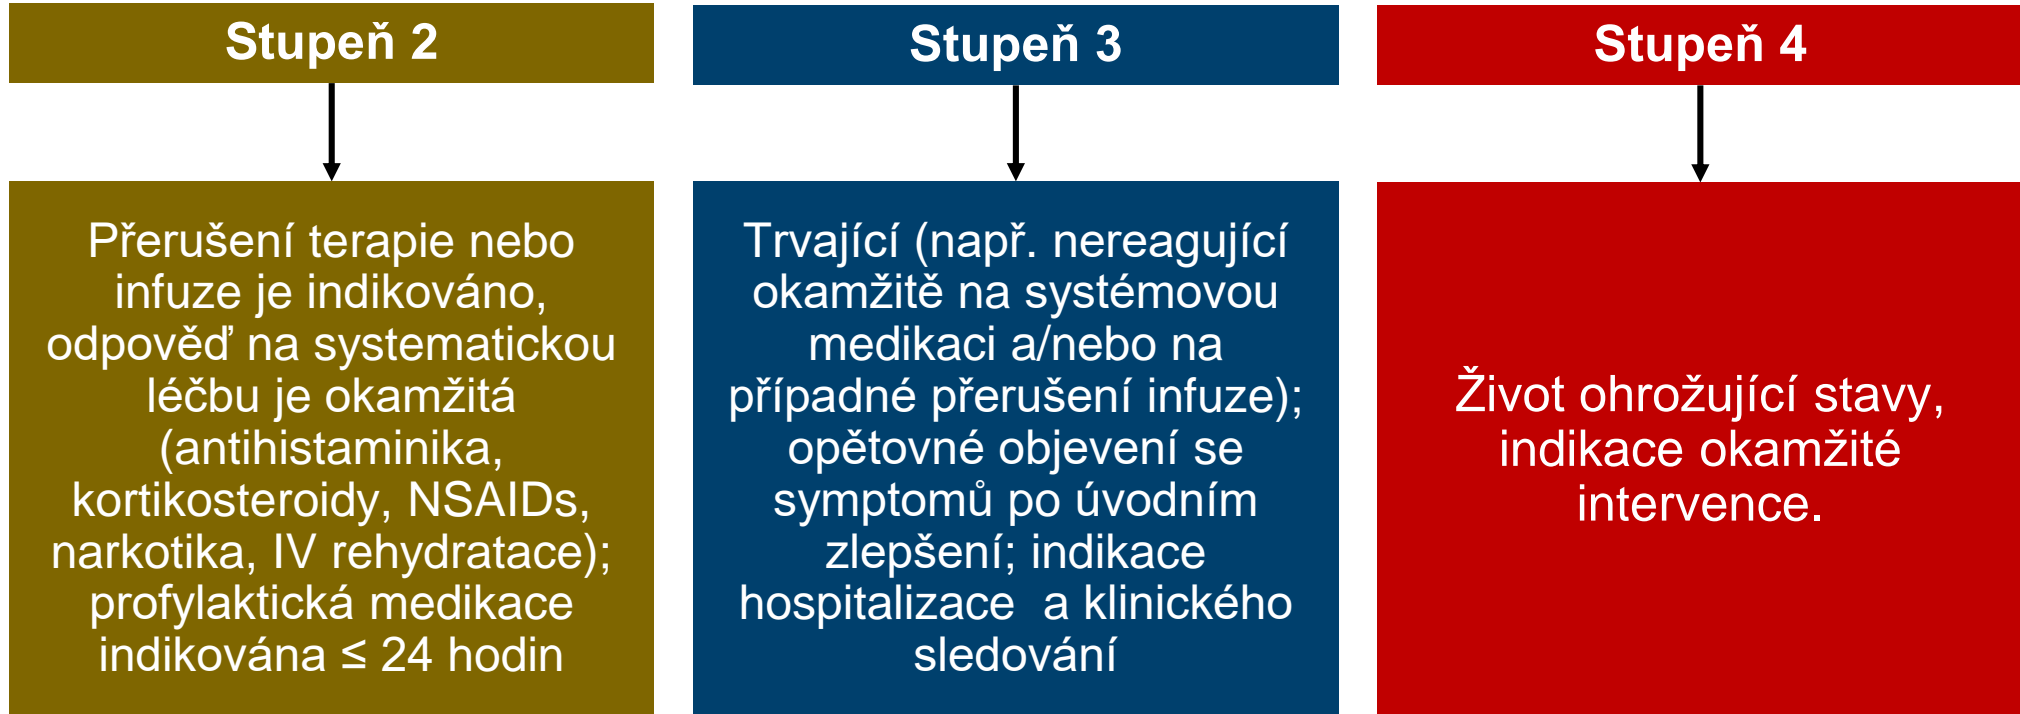 Stupeň 2
Přerušení terapie nebo
infuze je indikováno,
odpověď na systematickou
léčbu je okamžitá
(antihistaminika,
kortikosteroidy, NSAIDs,
narkotika, IV rehydratace);
profylaktická medikace
indikována ≤ 24 hodin
Stupeň 3
Trvající (např. nereagující
okamžitě na systémovou
medikaci a/nebo na
případné přerušení infuze);
opětovné objevení se
symptomů po úvodním
zlepšení; indikace
hospitalizace  a klinického
sledování
Stupeň 4
Život ohrožující stavy,
indikace okamžité
intervence.